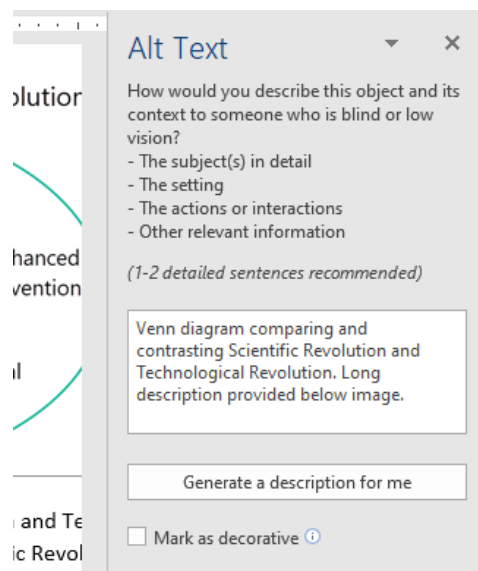 Alt Text
How would you describe this object and its
context to someone who is blind or low
vision?
- The subject(s) in detail
- The setting
- The actions or interactions
- Other relevant information
(1-2 detailed sentences recommended)
Venn diagram comparing and
contrasting Scientific Revolution and
Technological Revolution. Long
description provided below image.
Generate a description for me
Mark as decorative
olution
hanced
vention
al
and Te
ic Revol